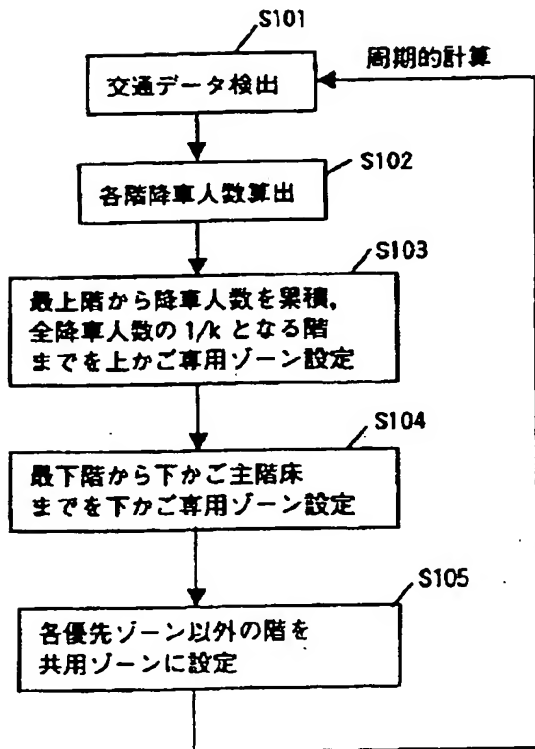 S101
周期的計算
交通データ検出
S102
各階降車人数算出
S103
最上階から降車人数を累積,
全降車人数の 1/k となる階
までを上かご専用ゾーン設定
S104
最下階から下かご主階床
までを下かご専用ゾーン設定
S105
各優先ゾーン以外の階を
共用ゾーンに設定